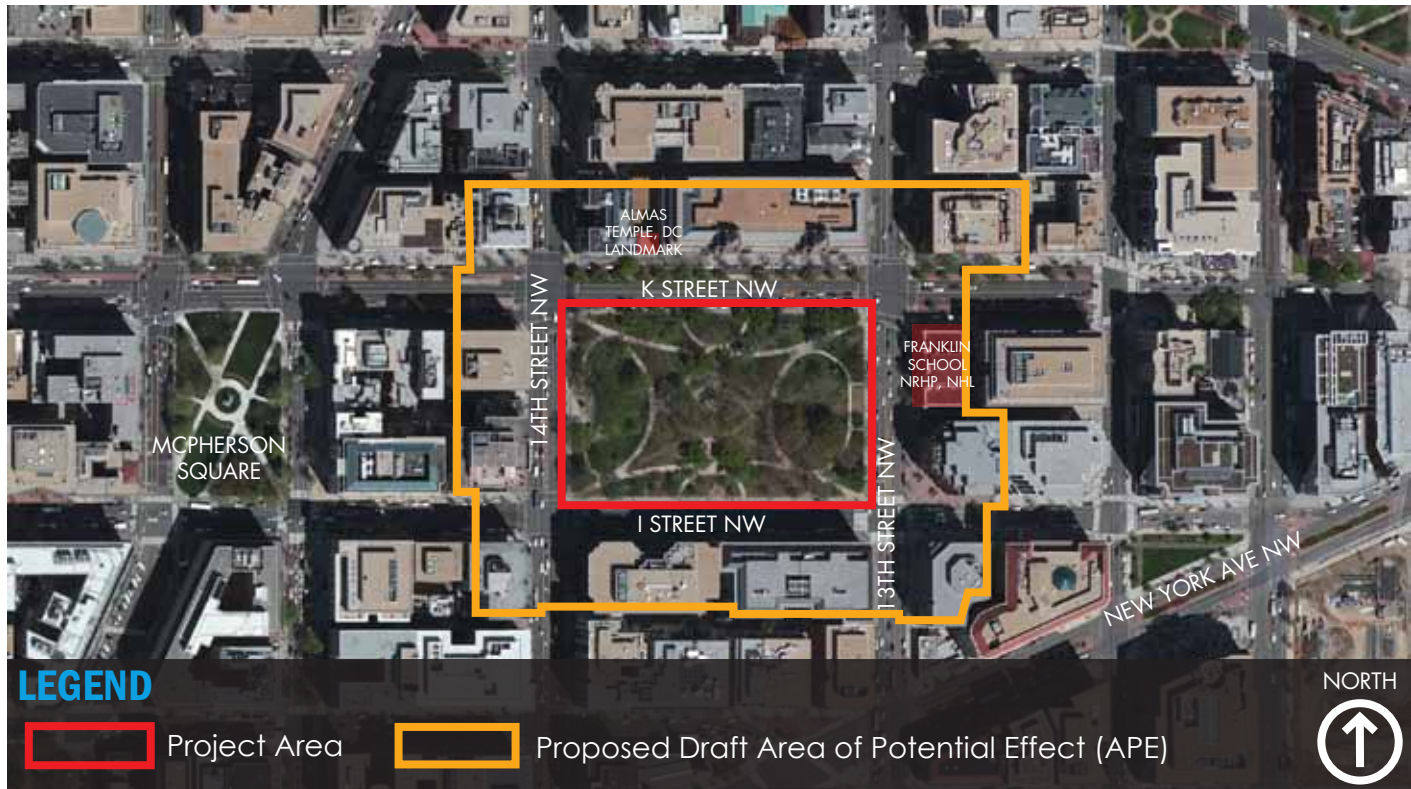 ALMAS
TEMPLE, DC
LANDMARK
K STREET NW
14TH STREET NW
FRANKLIN
SCHOOL
NRHP, NHL
MCPHERSON
SQUARE
13TH STREET NW
I STREET NW
NEW YORK AVE NW
LEGEND
NORTH
Project Area
Proposed Draft Area of Potential Effect (APE)